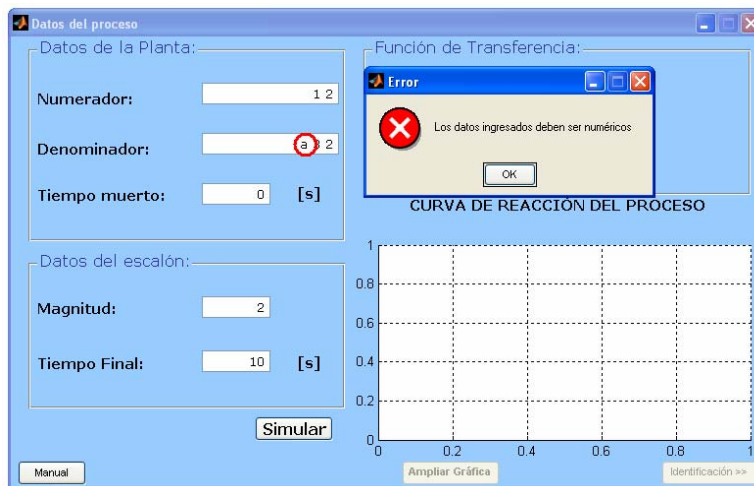 Datos del proceso
Datos de la Planta:
Numerador:
1 2
Denominador:
a 3 2
Tiempo muerto:
0
[s]
Datos del escalón:
Magnitud:
2
Tiempo Final:
10
[s]
Simular
Manual
Función de Transferencia:
Error
Los datos ingresados deben ser numéricos
OK
CURVA DE REACCIÓN DEL PROCESO
1
0.8
0.6
0.4
0.2
0
0 0.2 0.4 0.6 0.8 1
Ampliar Gráfica
Identificación >>